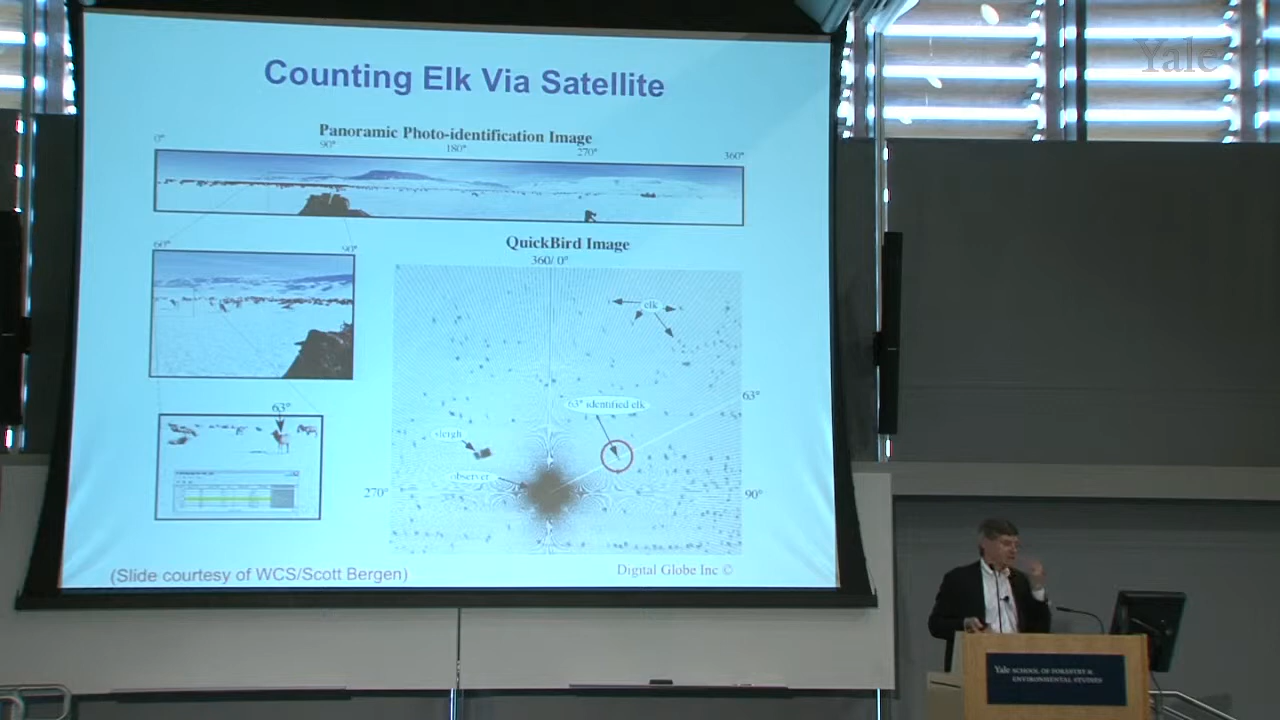 Yale
Counting Elk Via Satellite
Panoramic Photo-identification Image
0° 90° 180° 270° 360°
60° 90°
QuickBird Image
360/ 0°
elk
63°
63° identified elk
63°
sleigh
observer
270°
90°
(Slide courtesy of WCS/Scott Bergen)
Digital Globe Inc ©
Yale SCHOOL OF FORESTRY &
ENVIRONMENTAL STUDIES